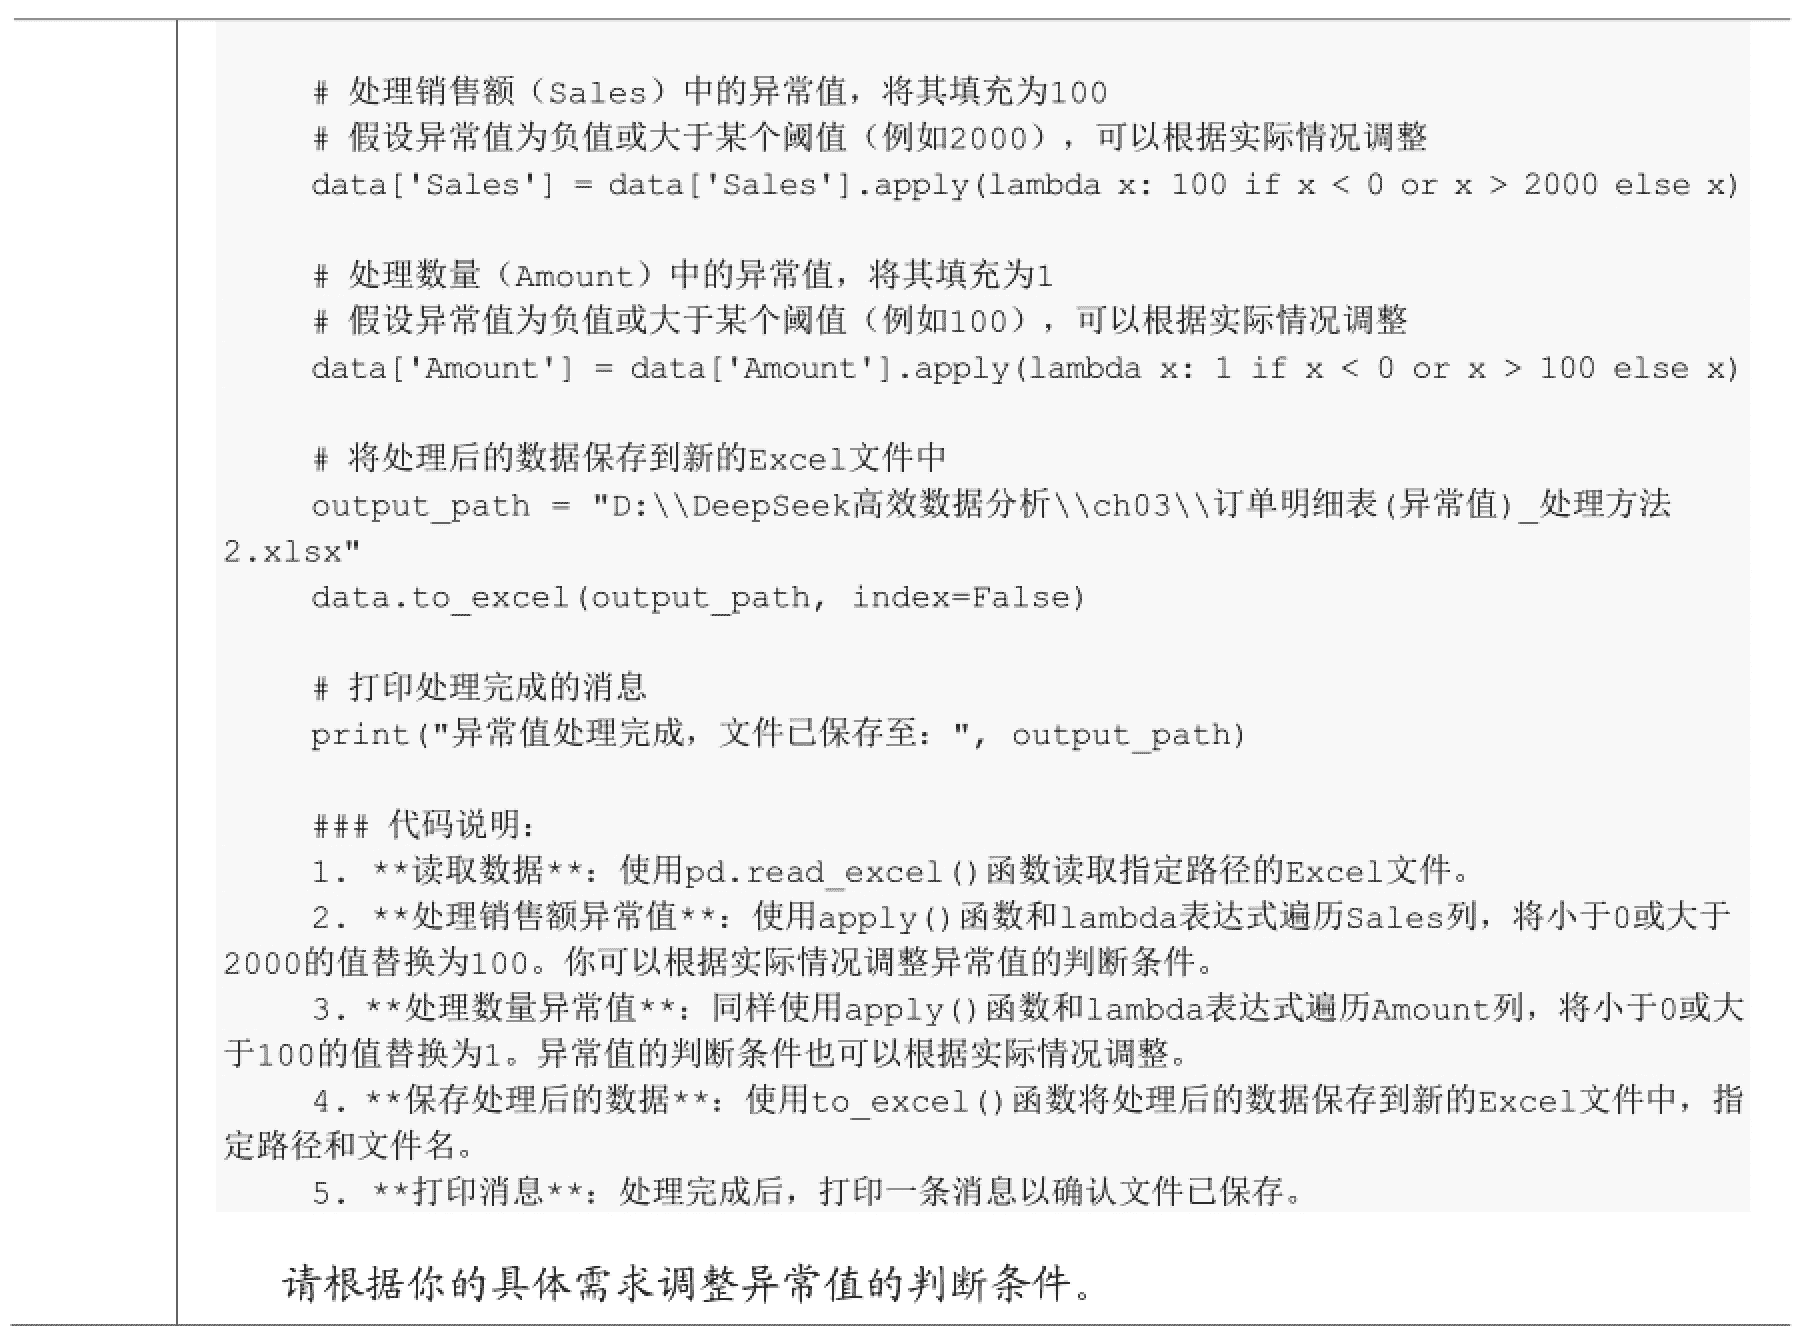 # 处理销售额（Sales）中的异常值，将其填充为100
# 假设异常值为负值或大于某个阈值（例如2000），可以根据实际情况调整
data['Sales'] = data['Sales'].apply(lambda x: 100 if x < 0 or x > 2000 else x)
# 处理数量（Amount）中的异常值，将其填充为1
# 假设异常值为负值或大于某个阈值（例如100），可以根据实际情况调整
data['Amount'] = data['Amount'].apply(lambda x: 1 if x < 0 or x > 100 else x)
# 将处理后的数据保存到新的Excel文件中
output_path = "D:\\DeepSeek高效数据分析\\ch03\\订单明细表(异常值)_处理方法
2.xlsx"
data.to_excel(output_path, index=False)
# 打印处理完成的消息
print("异常值处理完成，文件已保存至：", output_path)
### 代码说明：
1. **读取数据**：使用pd.read_excel()函数读取指定路径的Excel文件。
2. **处理销售额异常值**：使用apply()函数和lambda表达式遍历Sales列，将小于0或大于
2000的值替换为100。你可以根据实际情况调整异常值的判断条件。
3. **处理数量异常值**：同样使用apply()函数和lambda表达式遍历Amount列，将小于0或大
于100的值替换为1。异常值的判断条件也可以根据实际情况调整。
4. **保存处理后的数据**：使用to_excel()函数将处理后的数据保存到新的Excel文件中，指
定路径和文件名。
5. **打印消息**：处理完成后，打印一条消息以确认文件已保存。
请根据你的具体需求调整异常值的判断条件。